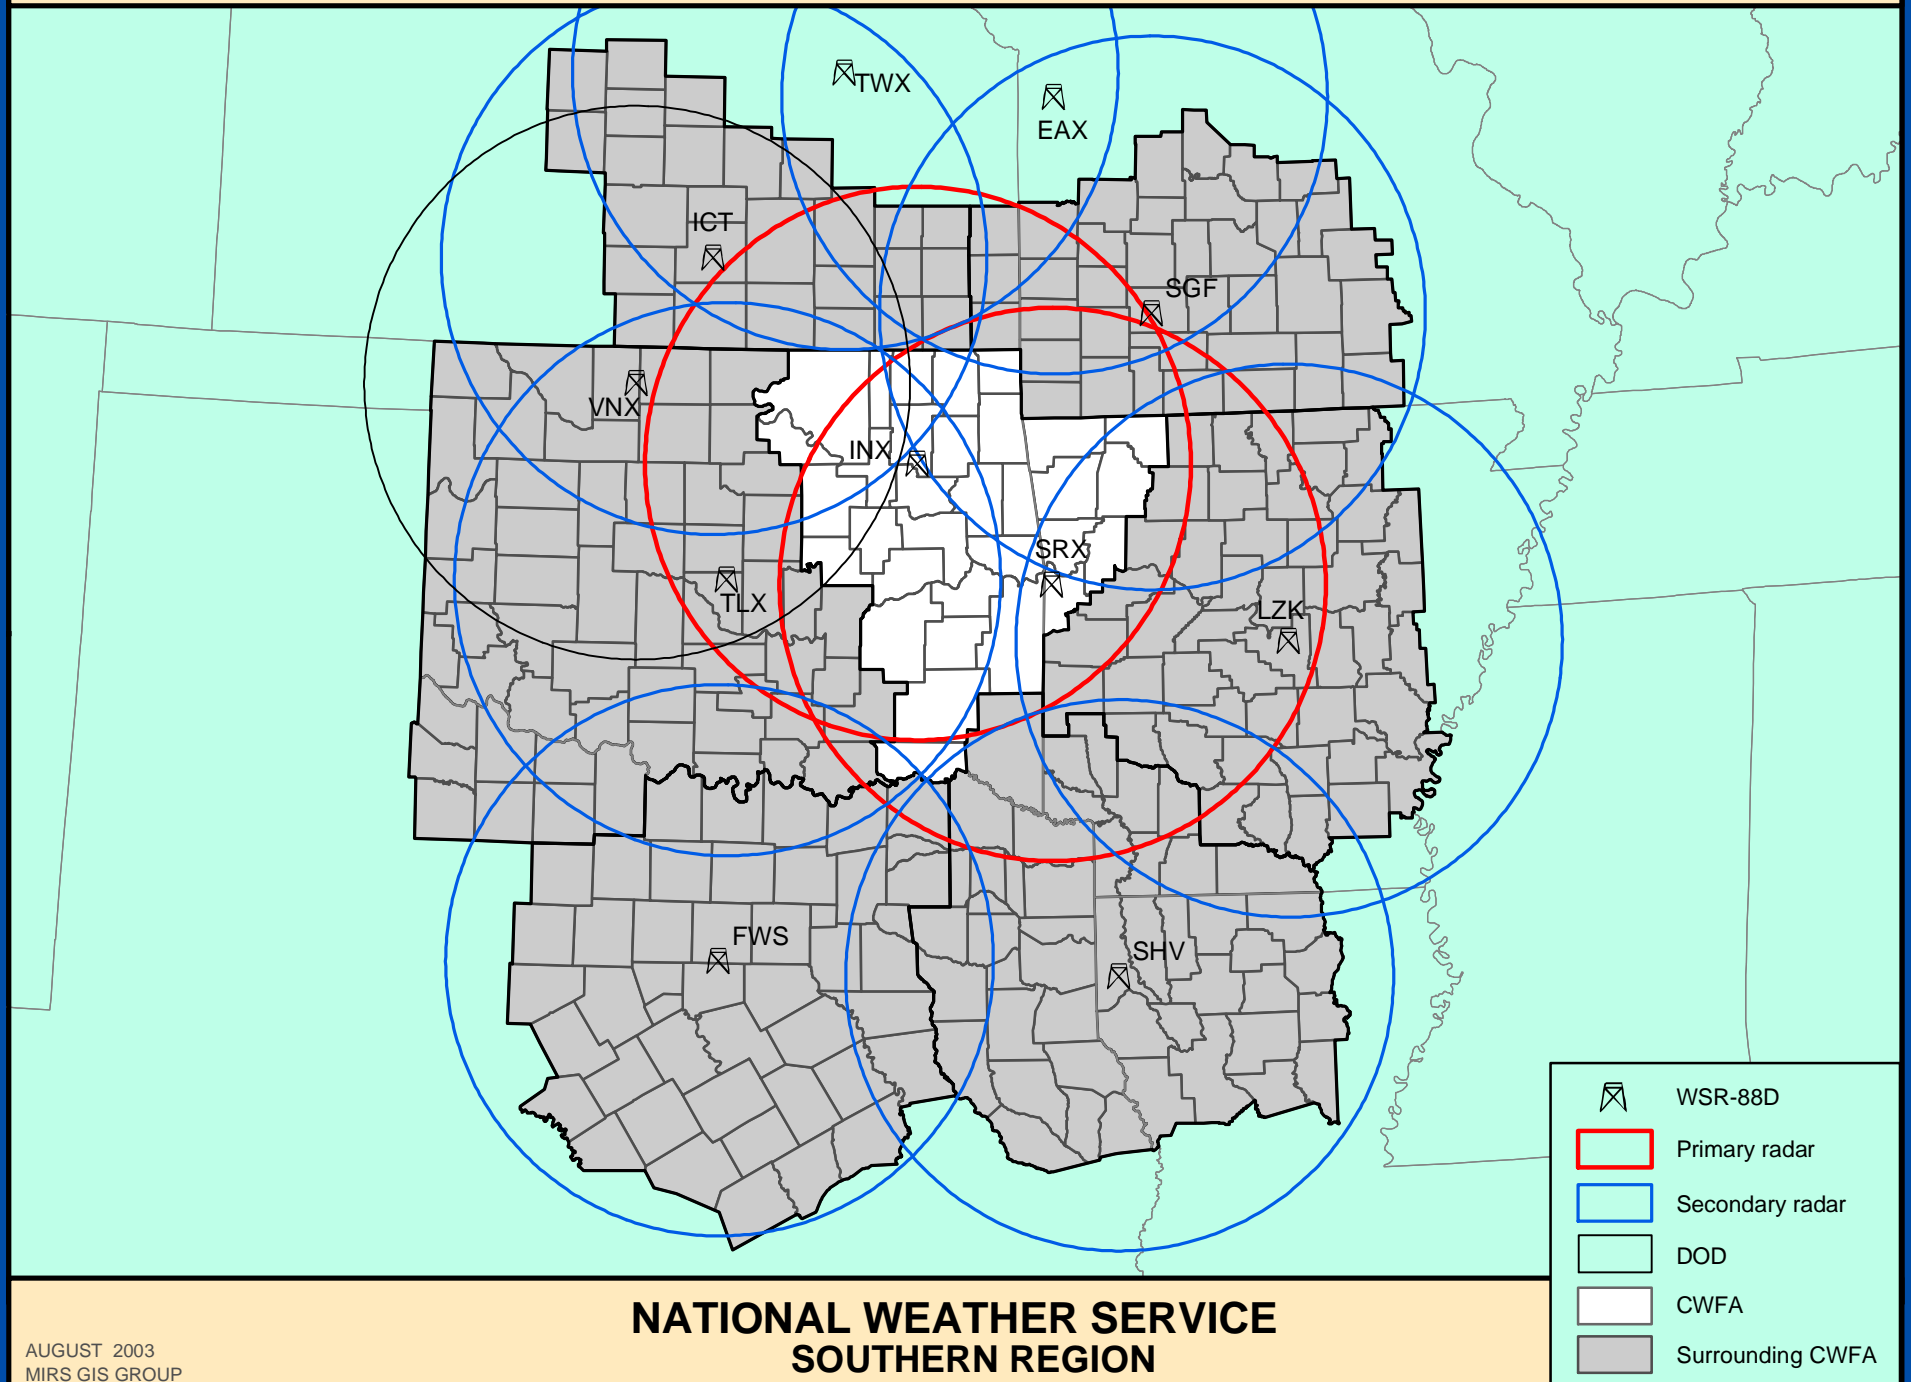 TWX
EAX
ICT
SGF
VNX
INX
SRX
TLX
LZK
FWS
SHV
WSR-88D
Primary radar
Secondary radar
DOD
CWFA
Surrounding CWFA
NATIONAL WEATHER SERVICE
SOUTHERN REGION
AUGUST 2003
MIRS GIS GROUP